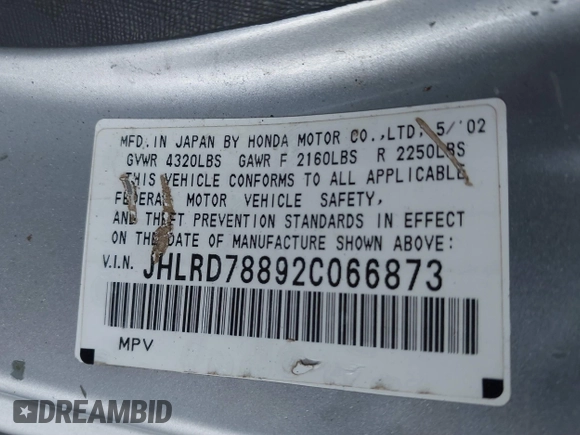 MFD. IN JAPAN BY HONDA MOTOR CO.,LTD. 5/'02
GVWR 4320LBS GAWR F 2160LBS R 2250LBS
THIS VEHICLE CONFORMS TO ALL APPLICABLE
FEDERAL MOTOR VEHICLE SAFETY,
AND THEFT PREVENTION STANDARDS IN EFFECT
ON THE DATE OF MANUFACTURE SHOWN ABOVE:
V.I.N. JHLRD78892C066873
MPV
DREAMBID